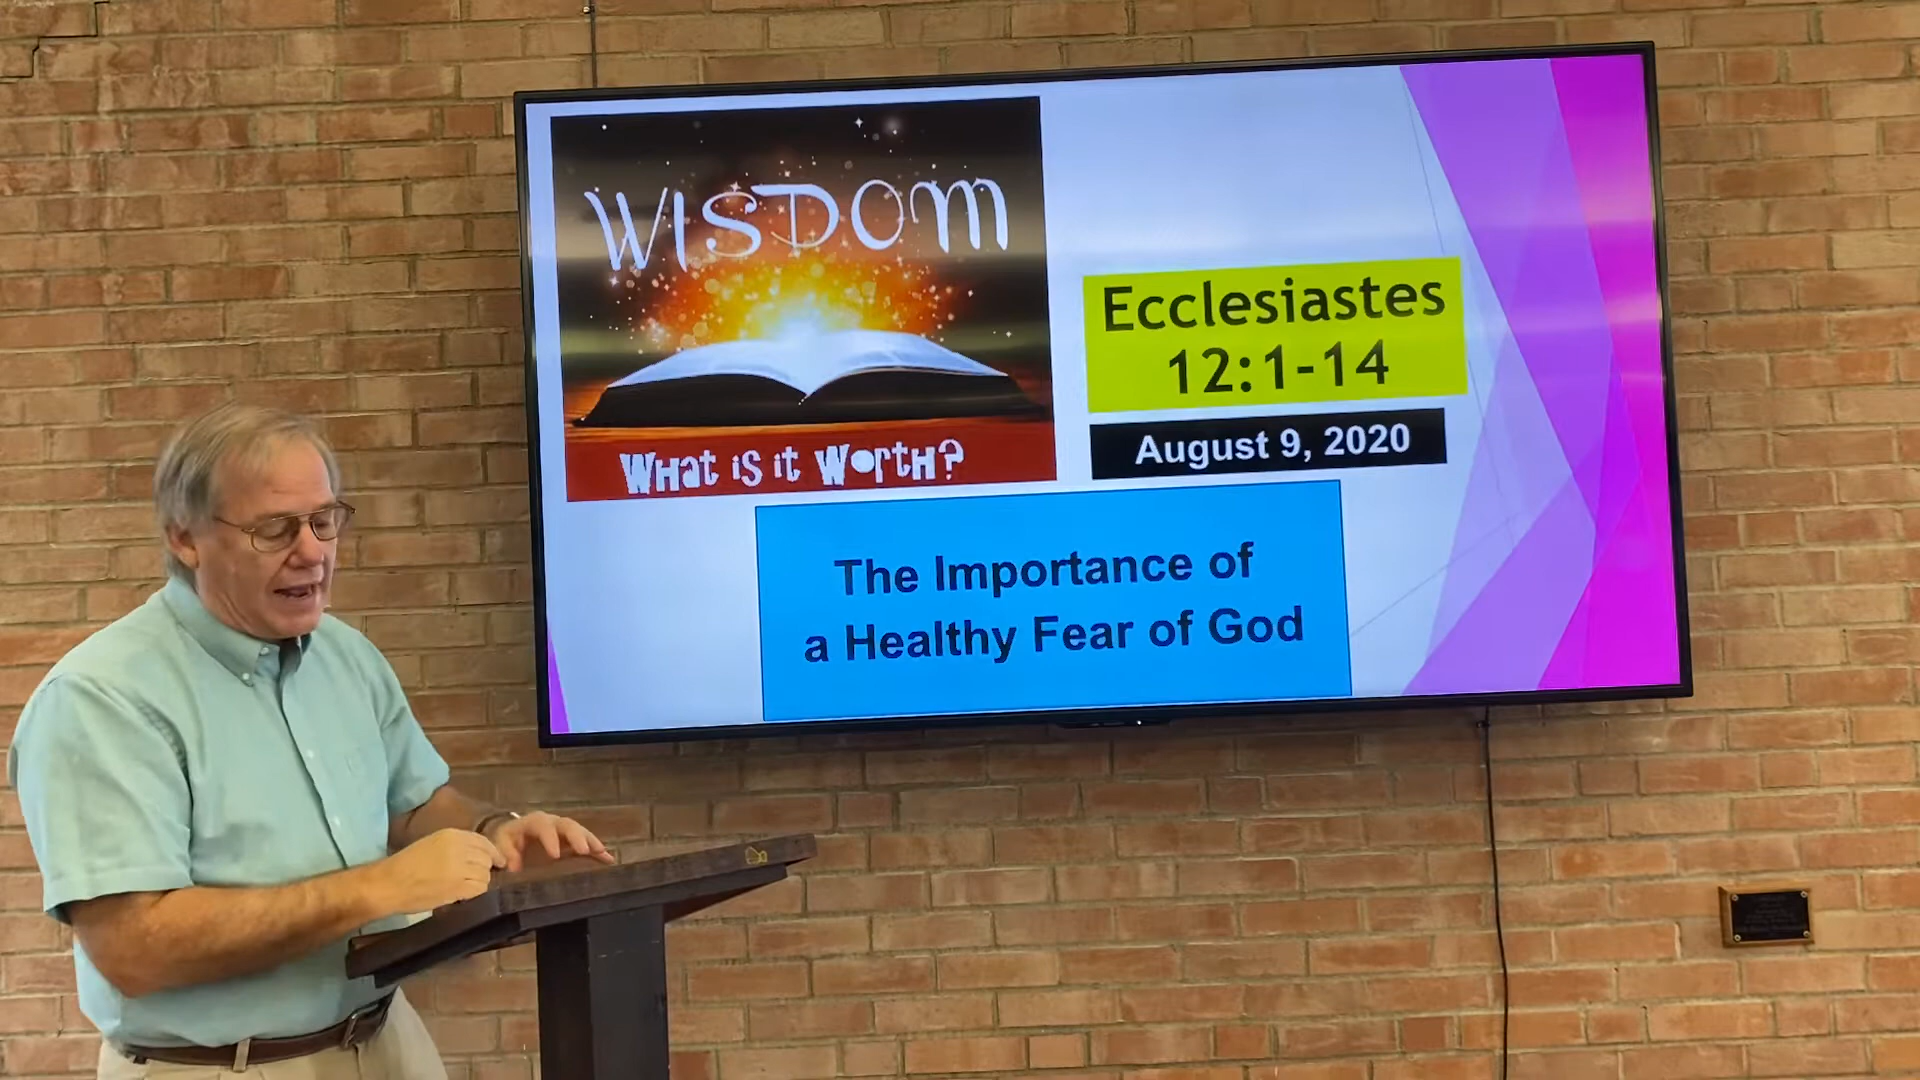 WISDOM
What is it Worth?
Ecclesiastes
12:1-14
August 9, 2020
The Importance of
a Healthy Fear of God